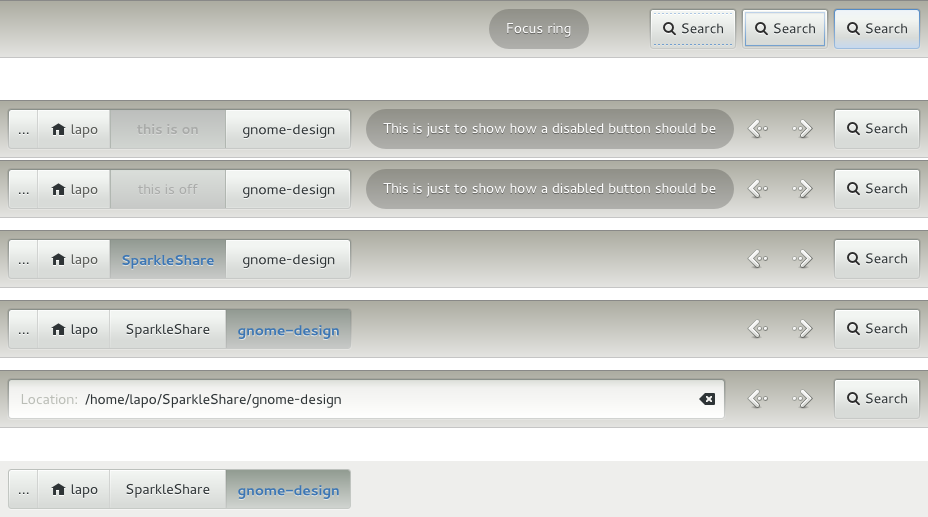 Focus ring Search Search Search
... lapo this is on gnome-design This is just to show how a disabled button should be Search
... lapo this is off gnome-design This is just to show how a disabled button should be Search
... lapo SparkleShare gnome-design Search
... lapo SparkleShare gnome-design Search
Location: /home/lapo/SparkleShare/gnome-design Search
... lapo SparkleShare gnome-design